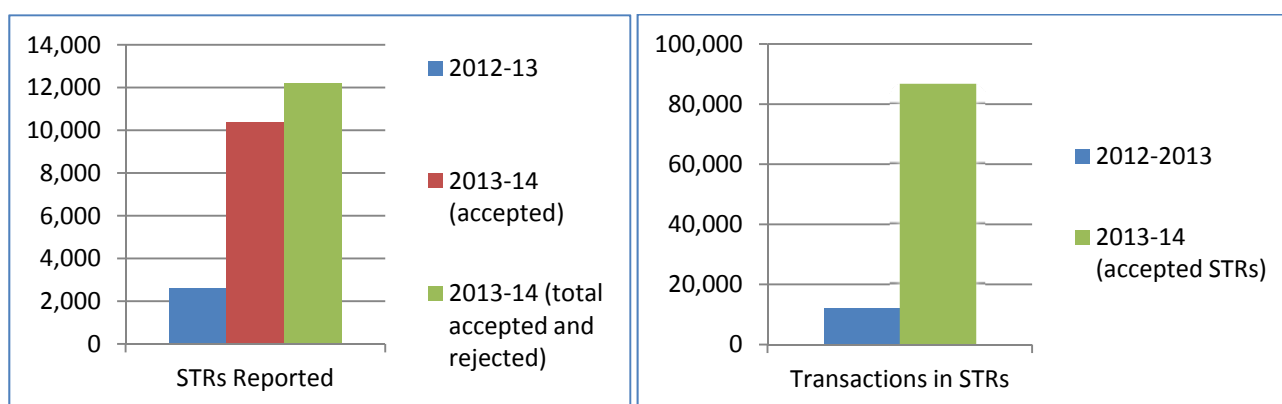 14,000
12,000
10,000
8,000
6,000
4,000
2,000
0
STRs Reported
2012-13
2013-14
(accepted)
2013-14 (total
accepted and
rejected)
100,000
80,000
60,000
40,000
20,000
0
Transactions in STRs
2012-2013
2013-14
(accepted STRs)